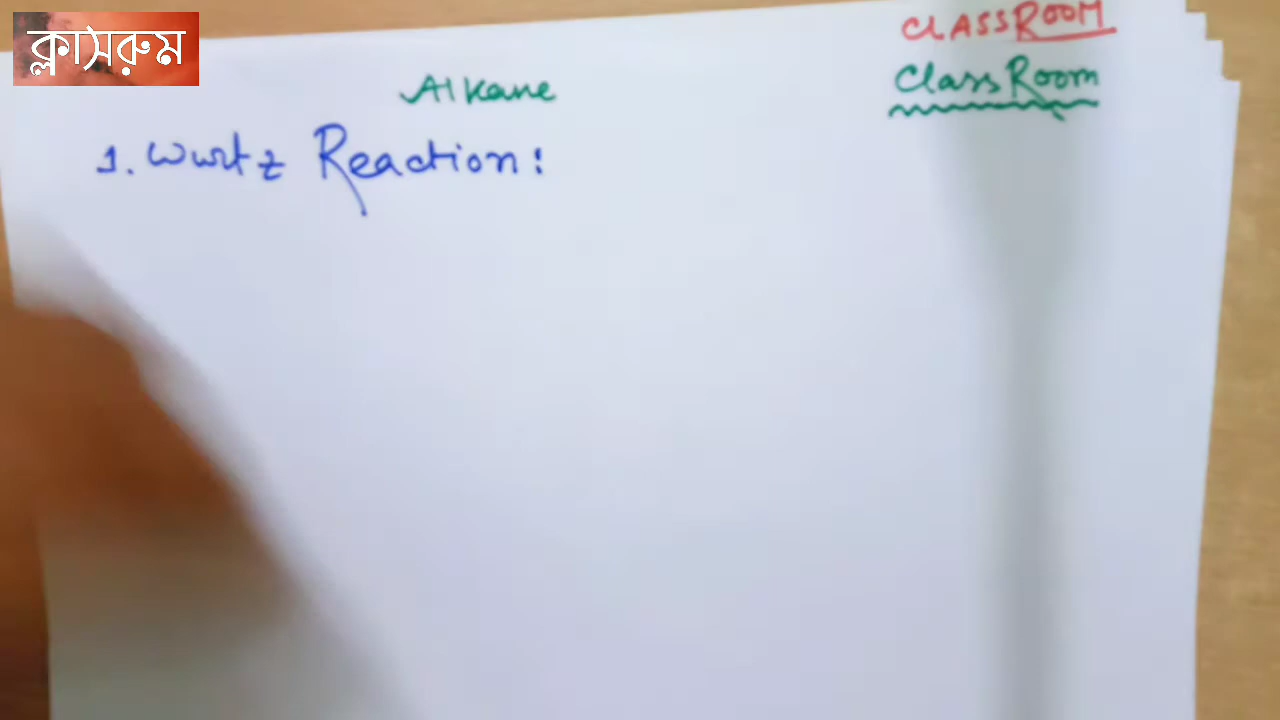 ক্লাসরুম
CLASSROOM
Alkane
ClassRoom
1. Wurtz Reaction: